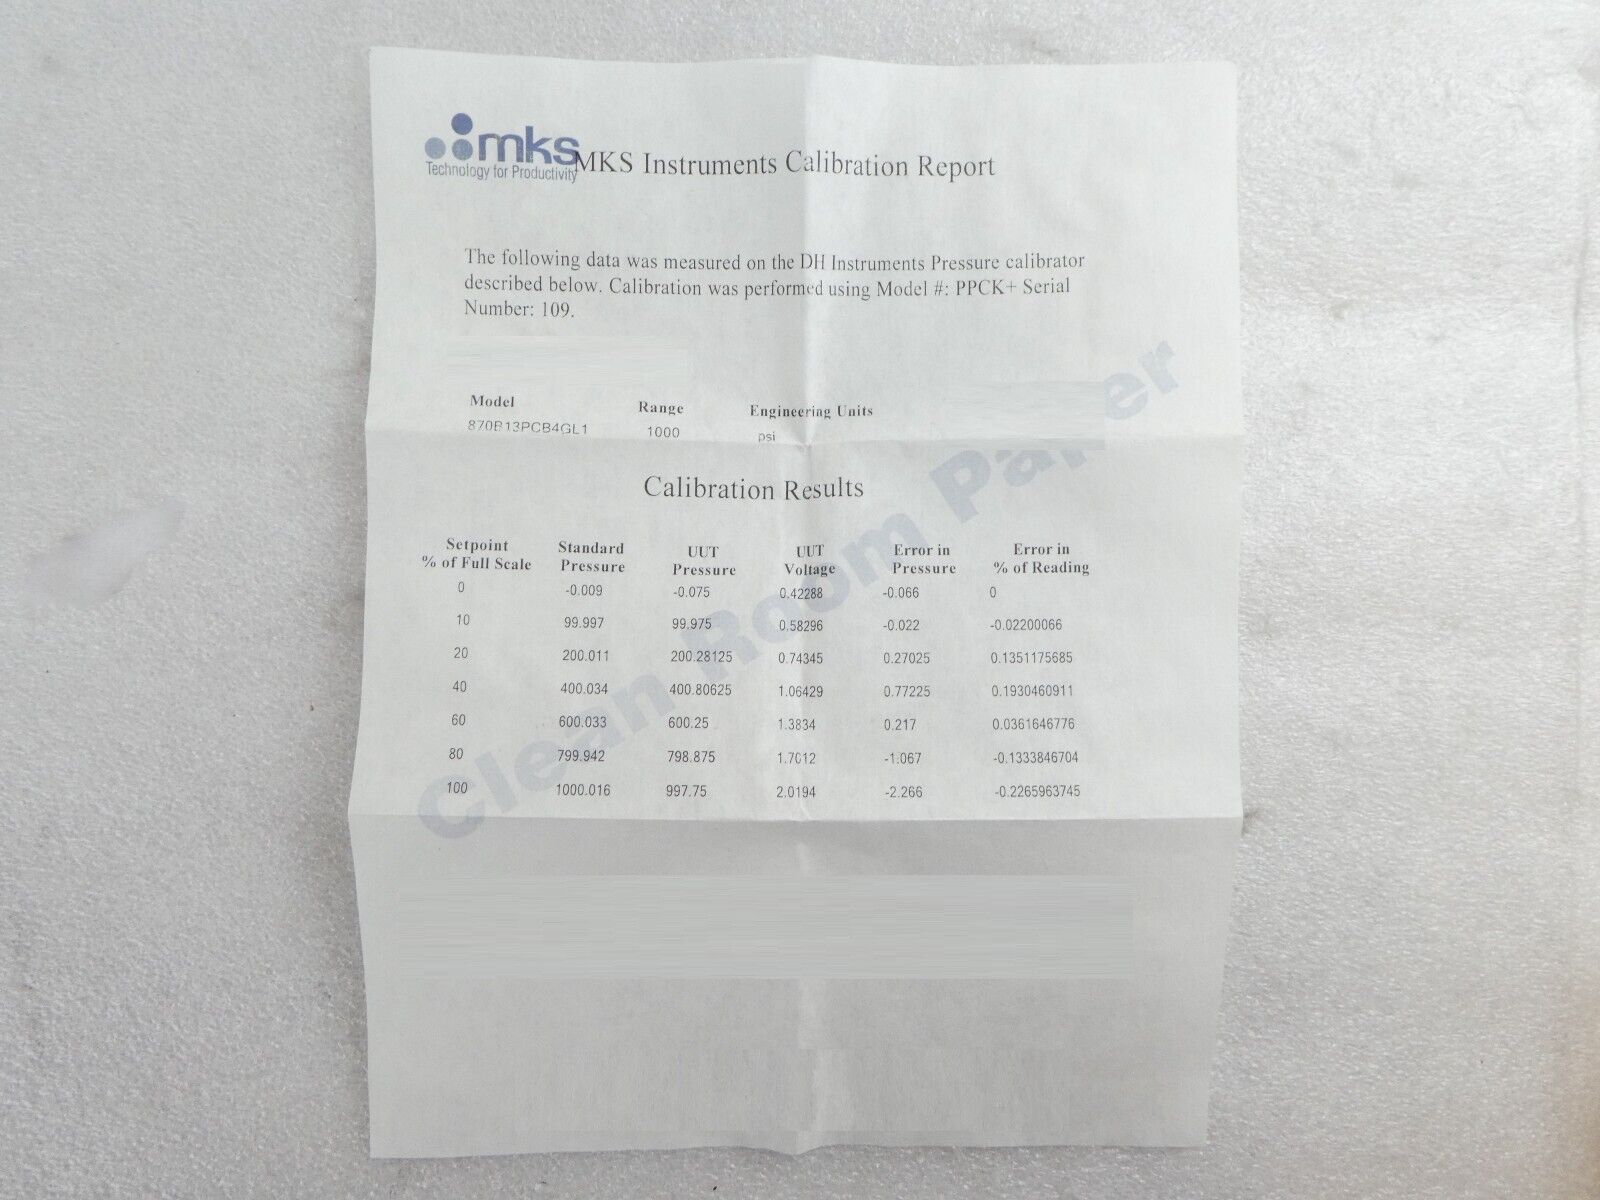 mks
Technology for Productivity
MKS Instruments Calibration Report
The following data was measured on the DH Instruments Pressure calibrator
described below. Calibration was performed using Model #: PPCK+ Serial
Number: 109.
Model Range Engineering Units
870B13PCB4GL1 1000 psi
Clean Room Paper
Calibration Results
Setpoint Standard UUT UUT Error in Error in
% of Full Scale Pressure Pressure Voltage Pressure % of Reading
0 -0.009 -0.075 0.42288 -0.066 0
10 99.997 99.975 0.58296 -0.022 -0.02200066
20 200.011 200.28125 0.74345 0.27025 0.1351175685
40 400.034 400.80625 1.06429 0.77225 0.1930460911
60 600.033 600.25 1.3834 0.217 0.0361646776
80 799.942 798.875 1.7012 -1.067 -0.1333846704
100 1000.016 997.75 2.0194 -2.266 -0.2265963745